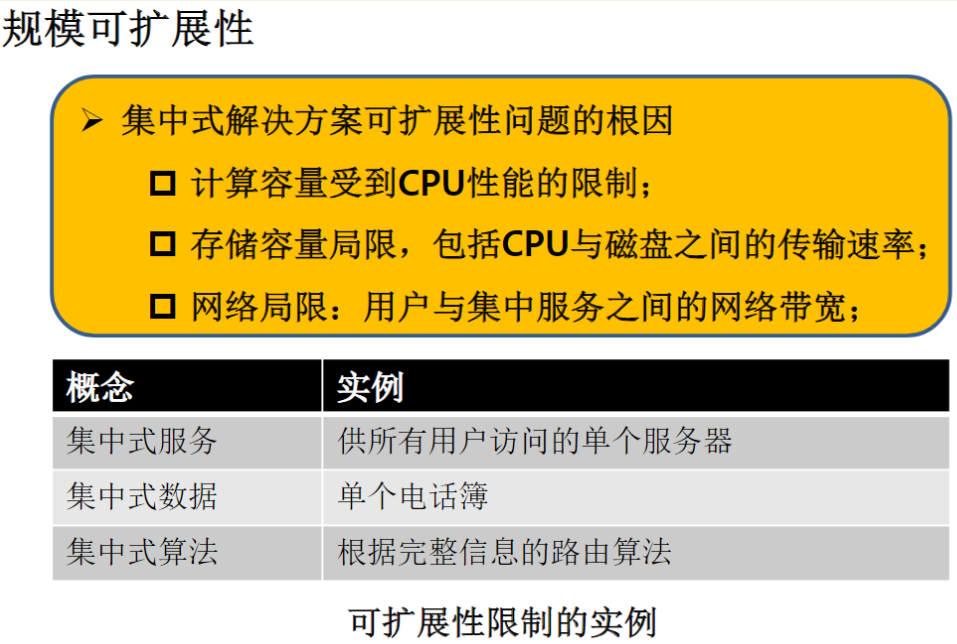 规模可扩展性
➢ 集中式解决方案可扩展性问题的根因
计算容量受到CPU性能的限制；
存储容量局限，包括CPU与磁盘之间的传输速率；
网络局限：用户与集中服务之间的网络带宽；
概念 实例
集中式服务 供所有用户访问的单个服务器
集中式数据 单个电话簿
集中式算法 根据完整信息的路由算法
可扩展性限制的实例